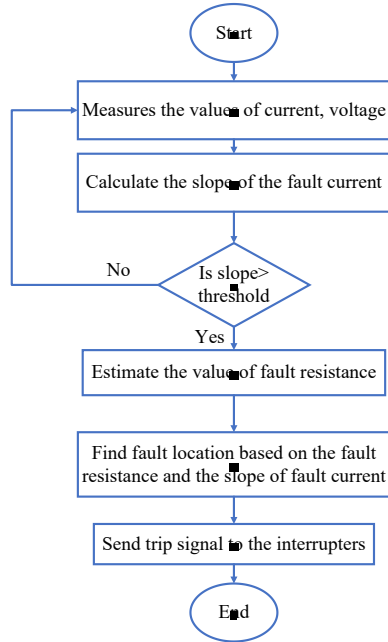 Start
Measures the values of current, voltage
Calculate the slope of the fault current
Is slope>
threshold
No
Yes
Estimate the value of fault resistance
Find fault location based on the fault
resistance and the slope of fault current
Send trip signal to the interrupters
End